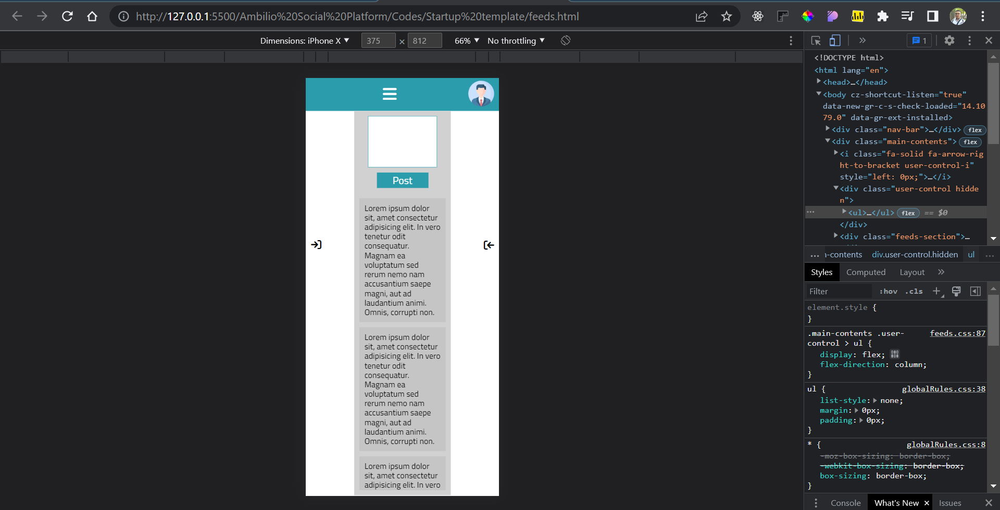 http://127.0.0.1:5500/Ambilio%20Social%20Platform/Codes/Startup%20template/feeds.html
Dimensions: iPhone X ▼ 375 × 812 66% ▼ No throttling ▼
1
Post
Lorem ipsum dolor
sit, amet consectetur
adipisicing elit. In vero
tenetur odit
consequatur.
Magnam ea
voluptatum sed
rerum nemo nam
accusantium saepe
magni, aut ad
laudantium animi.
Omnis, corrupti non.
Lorem ipsum dolor
sit, amet consectetur
adipisicing elit. In vero
tenetur odit
consequatur.
Magnam ea
voluptatum sed
rerum nemo nam
accusantium saepe
magni, aut ad
laudantium animi.
Omnis, corrupti non.
Lorem ipsum dolor
sit, amet consectetur
adipisicing elit. In vero
<!DOCTYPE html>
<html lang="en">
<head>…</head>
<body cz-shortcut-listen="true"
data-new-gr-c-s-check-loaded="14.10
79.0" data-gr-ext-installed>
<div class="nav-bar">…</div> flex
<div class="main-contents"> flex
<i class="fa-solid fa-arrow-rig
ht-to-bracket user-control-i"
style="left: 0px;">…</i>
<div class="user-control hidde
n">
<ul>…</ul> flex == $0
</div>
<div class="feeds-section">…
… -contents div.user-control.hidden ul …
Styles Computed Layout »
Filter :hov .cls +
element.style {
}
.main-contents .user- feeds.css:87
control > ul {
display: flex;
flex-direction: column;
}
ul { globalRules.css:38
list-style: none;
margin: 0px;
padding: 0px;
}
* { globalRules.css:8
-moz-box-sizing: border-box;
-webkit-box-sizing: border-box;
box-sizing: border-box;
}
Console What's New × Issues